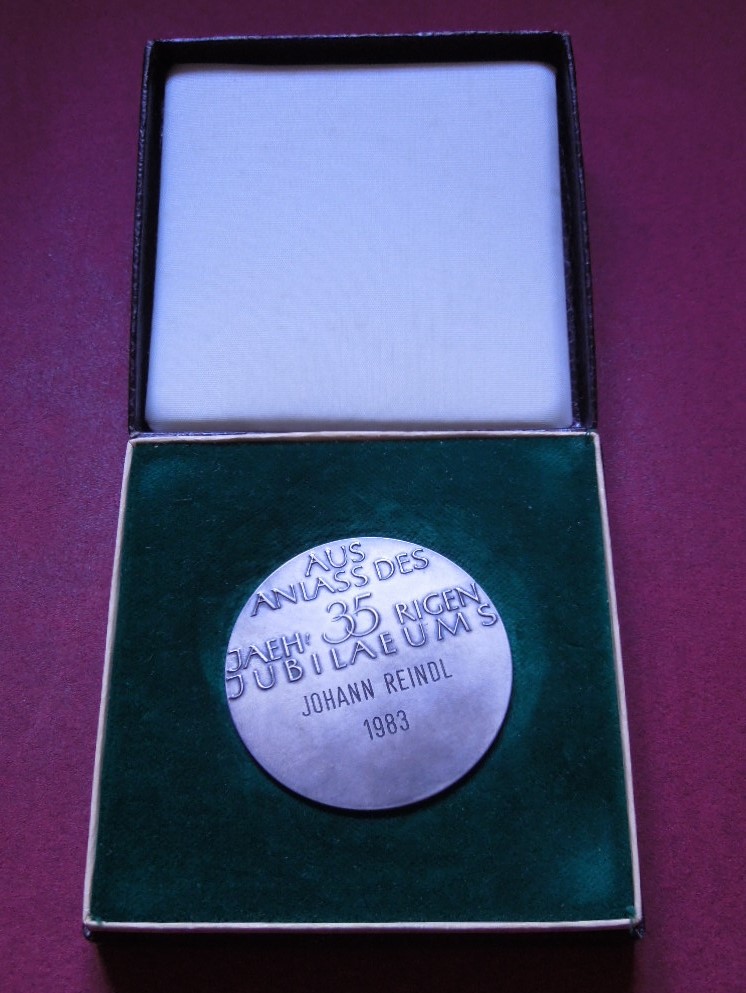 AUS
ANLASS DES
JAEH' 35 RIGEN
JUBILAEUMS
JOHANN REINDL
1983